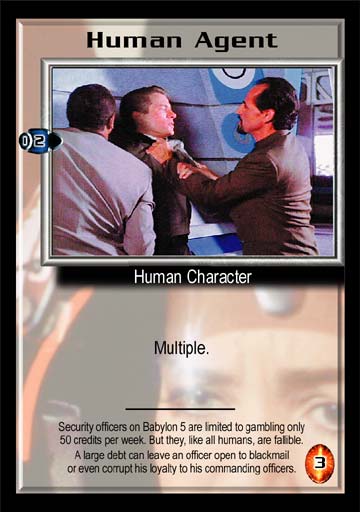 Human Agent
2
Human Character
Multiple.
Security officers on Babylon 5 are limited to gambling only
50 credits per week. But they, like all humans, are fallible.
A large debt can leave an officer open to blackmail
or even corrupt his loyalty to his commanding officers.
3